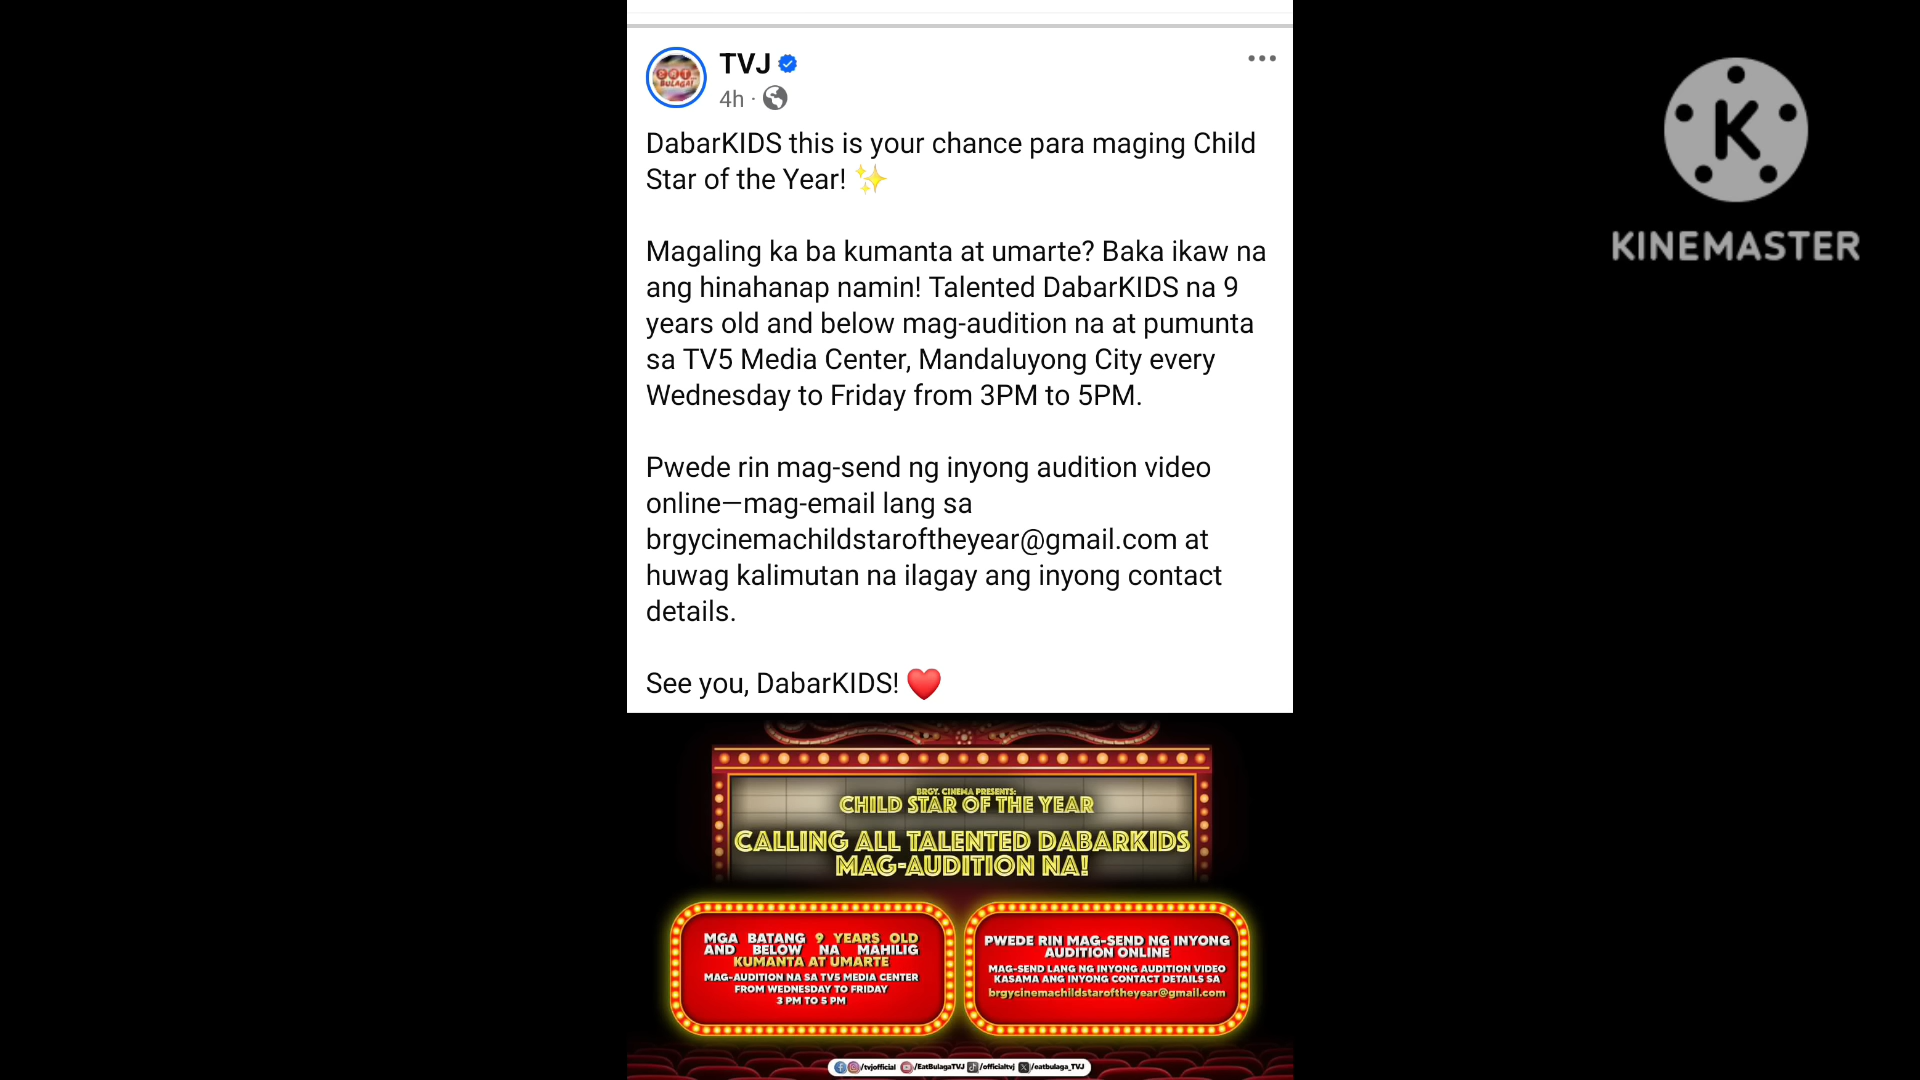 TVJ
4h ·
DabarKIDS this is your chance para maging Child
Star of the Year! ✨
Magaling ka ba kumanta at umarte? Baka ikaw na
ang hinahanap namin! Talented DabarKIDS na 9
years old and below mag-audition na at pumunta
sa TV5 Media Center, Mandaluyong City every
Wednesday to Friday from 3PM to 5PM.
Pwede rin mag-send ng inyong audition video
online—mag-email lang sa
brgycinemachildstaroftheyear@gmail.com at
huwag kalimutan na ilagay ang inyong contact
details.
See you, DabarKIDS! ❤️
BRGY. CINEMA PRESENTS:
CHILD STAR OF THE YEAR
CALLING ALL TALENTED DABARKIDS
MAG-AUDITION NA!
MGA BATANG 9 YEARS OLD
AND BELOW NA MAHILIG
KUMANTA AT UMARTE
MAG-AUDITION NA SA TV5 MEDIA CENTER
FROM WEDNESDAY TO FRIDAY
3 PM TO 5 PM
PWEDE RIN MAG-SEND NG INYONG
AUDITION ONLINE
MAG-SEND LANG NG INYONG AUDITION VIDEO
KASAMA ANG INYONG CONTACT DETAILS SA
brgycinemachildstaroftheyear@gmail.com
/tvjofficial /EatBulagaTVJ /officialtvj /eatbulaga_TVJ
EAT BULAGA!
K
KINEMASTER